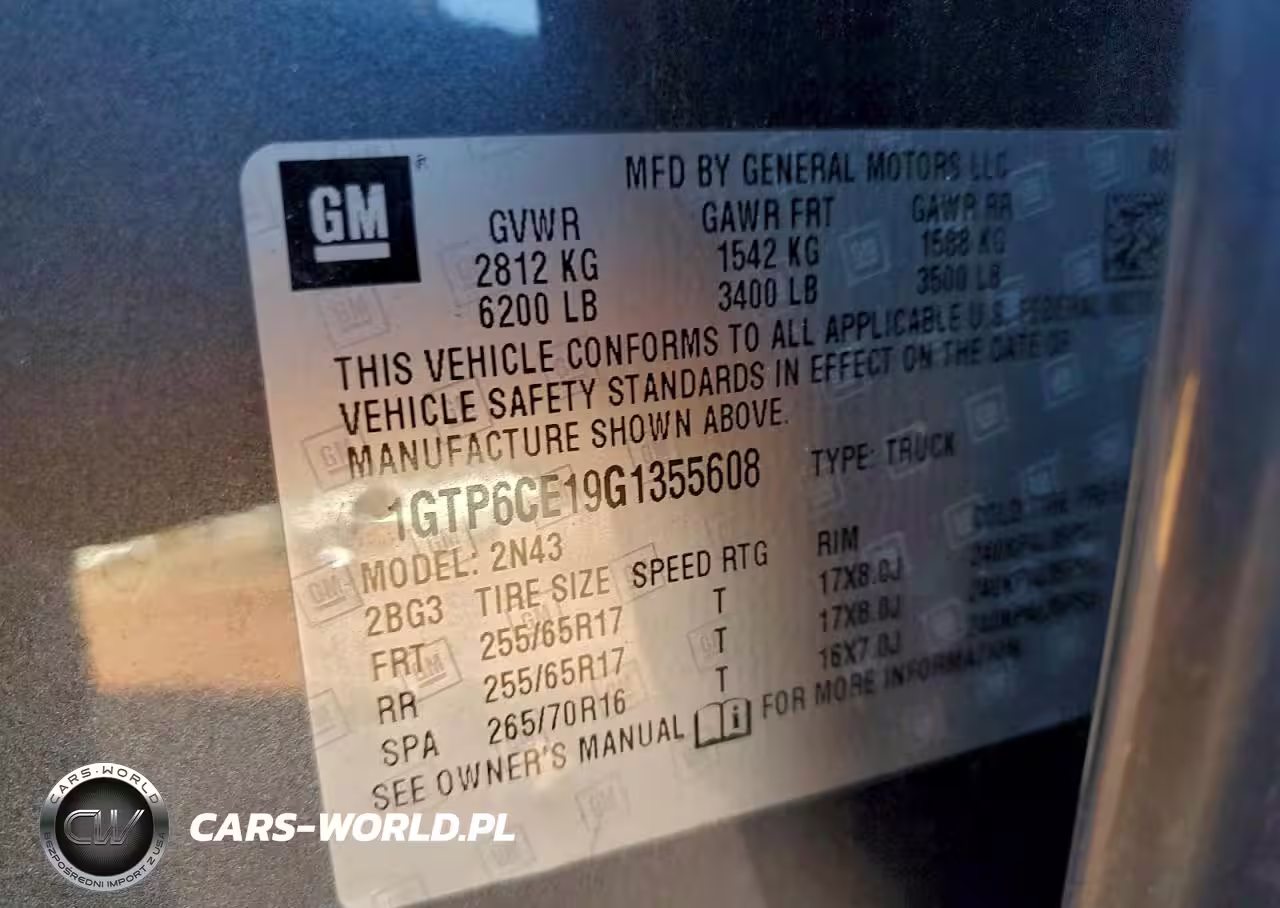 GM
MFD BY GENERAL MOTORS LLC
GVWR GAWR FRT GAWR RR
2812 KG 1542 KG 1588 KG
6200 LB 3400 LB 3500 LB
THIS VEHICLE CONFORMS TO ALL APPLICABLE U.S. FEDERAL
VEHICLE SAFETY STANDARDS IN EFFECT ON THE DATE OF
MANUFACTURE SHOWN ABOVE.
1GTP6CE19G1355608 TYPE: TRUCK
MODEL: 2N43
2BG3 TIRE SIZE SPEED RTG RIM
FRT 255/65R17 T 17X8.0J
RR 255/65R17 T 17X8.0J
SPA 265/70R16 T 16X7.0J
SEE OWNER'S MANUAL FOR MORE INFORMATION
CARS-WORLD
CW
BEZPOŚREDNI IMPORT Z USA
CARS-WORLD.PL